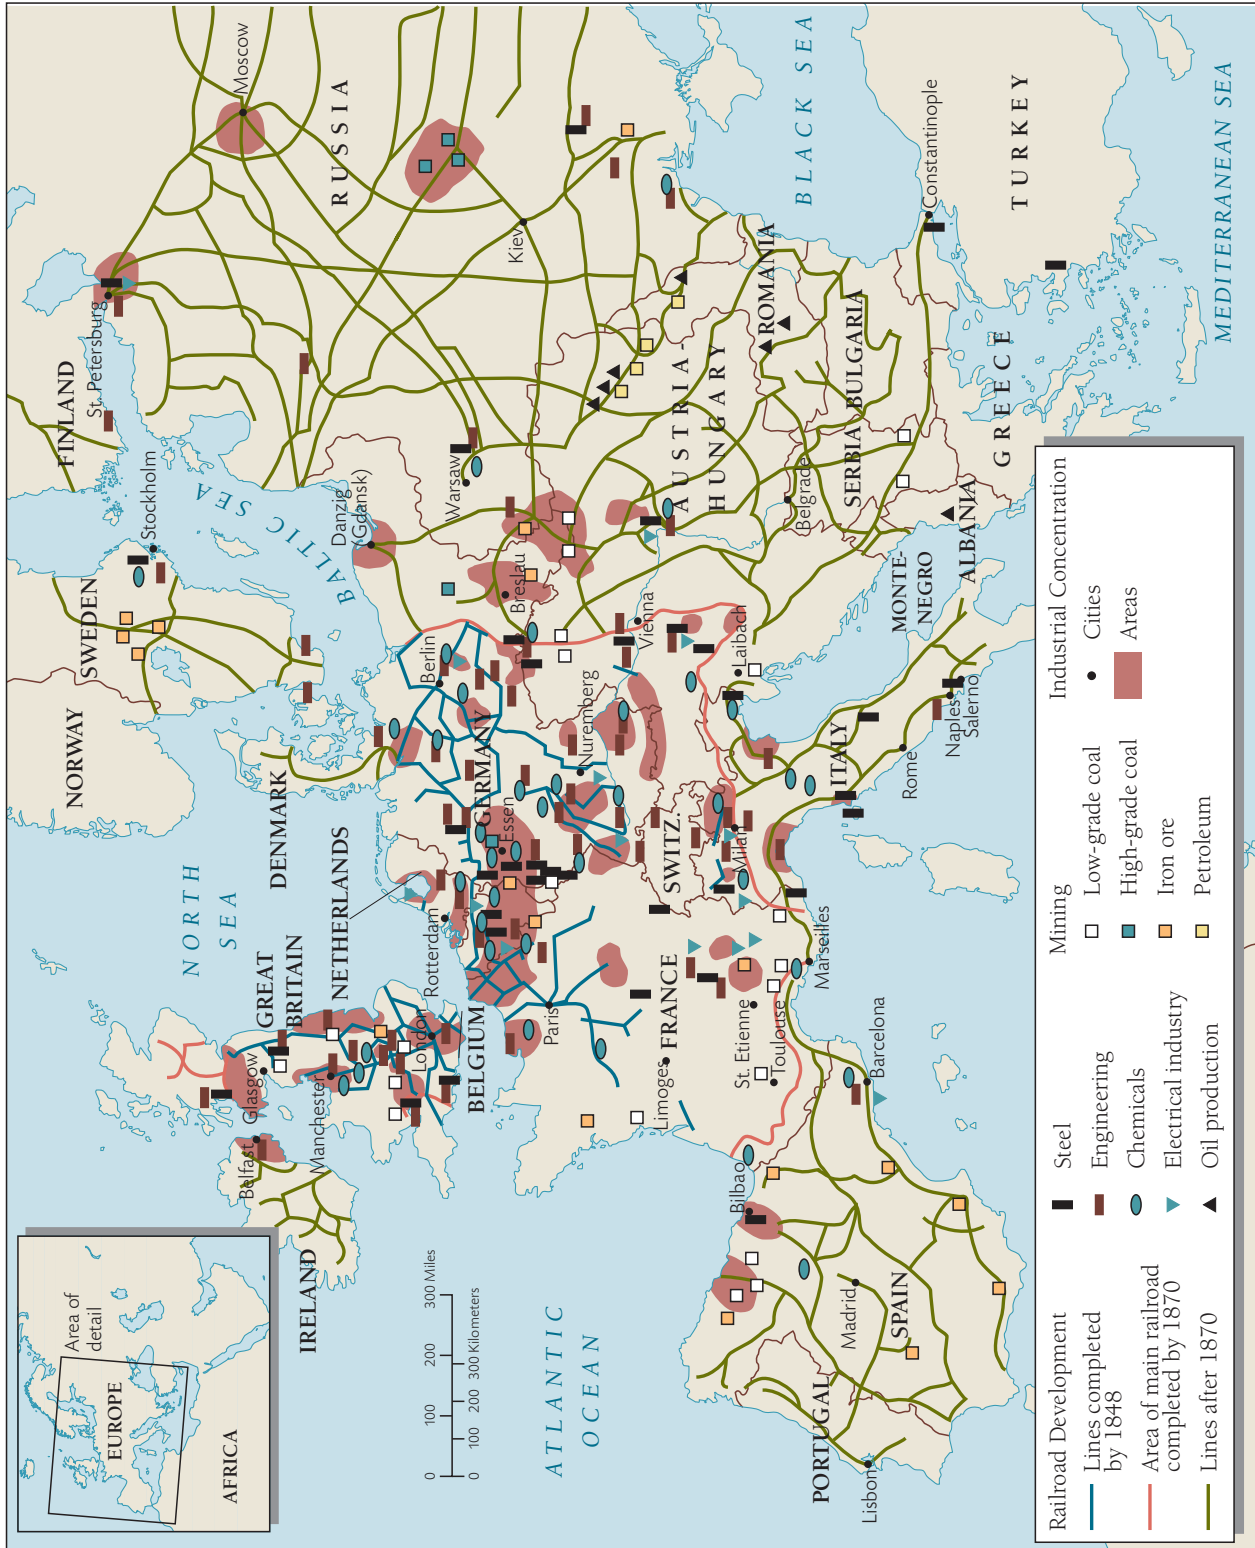 Area of
detail
EUROPE
AFRICA
NORWAY
SWEDEN
FINLAND
Stockholm
St. Petersburg
Moscow
RUSSIA
NORTH
SEA
BALTIC SEA
DENMARK
GREAT
BRITAIN
NETHERLANDS
IRELAND
Belfast
Glasgow
Manchester
London
Rotterdam
BELGIUM
Danzig
(Gdansk)
Warsaw
Kiev
Berlin
Breslau
GERMANY
Essen
Nuremberg
Vienna
Laibach
AUSTRIA-
HUNGARY
ROMANIA
BLACK SEA
0 100 200 300 Miles
0 100 200 300 Kilometers
ATLANTIC
OCEAN
Paris
FRANCE
Limoges
St. Etienne
Toulouse
Marseilles
SWITZ.
Milan
ITALY
Rome
Naples
Salerno
Belgrade
SERBIA
BULGARIA
MONTE-
NEGRO
ALBANIA
GREECE
Constantinople
TURKEY
MEDITERRANEAN SEA
Bilbao
Barcelona
Madrid
SPAIN
PORTUGAL
Lisbon
Railroad Development
Lines completed
by 1848
Area of main railroad
completed by 1870
Lines after 1870
Steel
Engineering
Chemicals
Electrical industry
Oil production
Mining
Low-grade coal
High-grade coal
Iron ore
Petroleum
Industrial Concentration
Cities
Areas